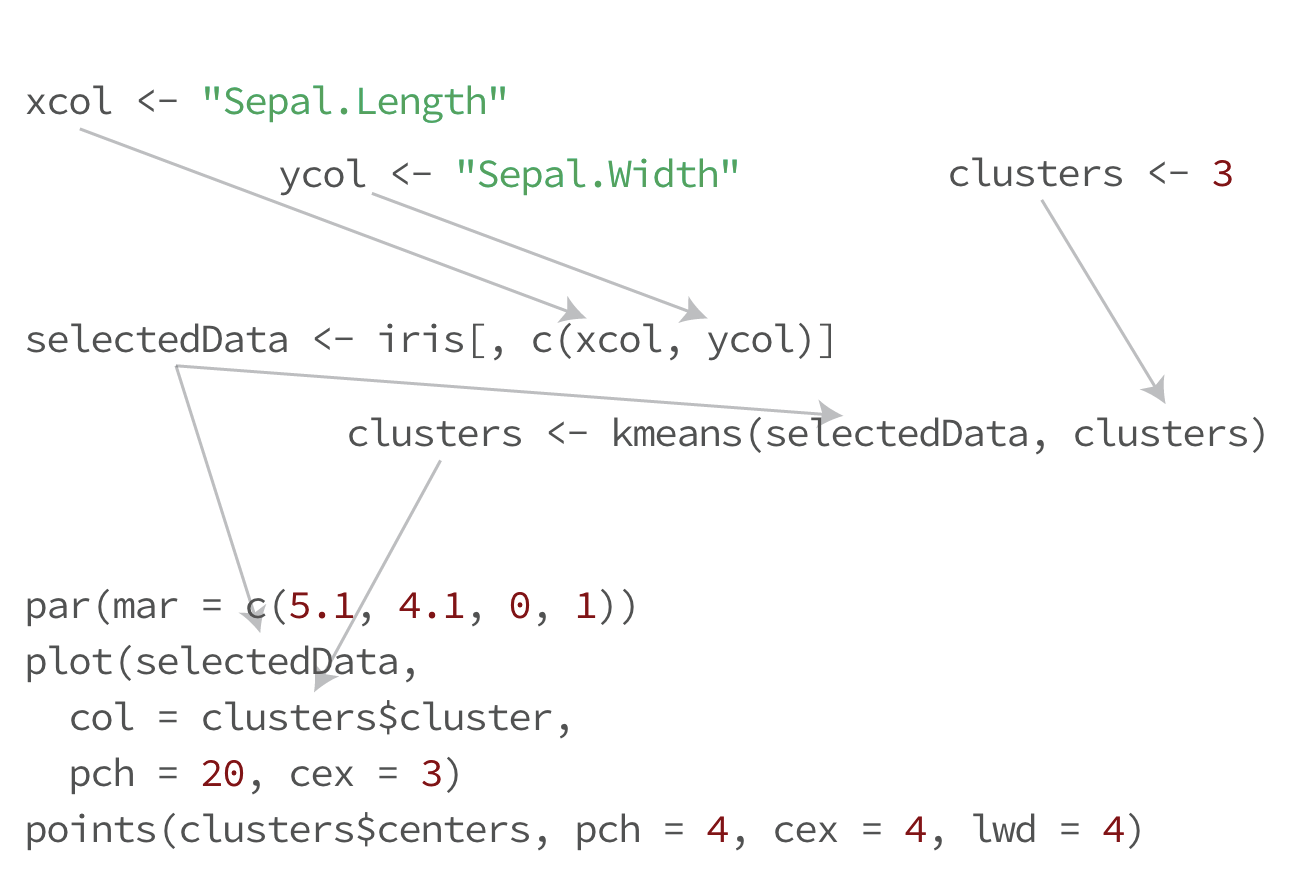 xcol <- "Sepal.Length"
ycol <- "Sepal.Width"
clusters <- 3
selectedData <- iris[, c(xcol, ycol)]
clusters <- kmeans(selectedData, clusters)
par(mar = c(5.1, 4.1, 0, 1))
plot(selectedData,
  col = clusters$cluster,
  pch = 20, cex = 3)
points(clusters$centers, pch = 4, cex = 4, lwd = 4)